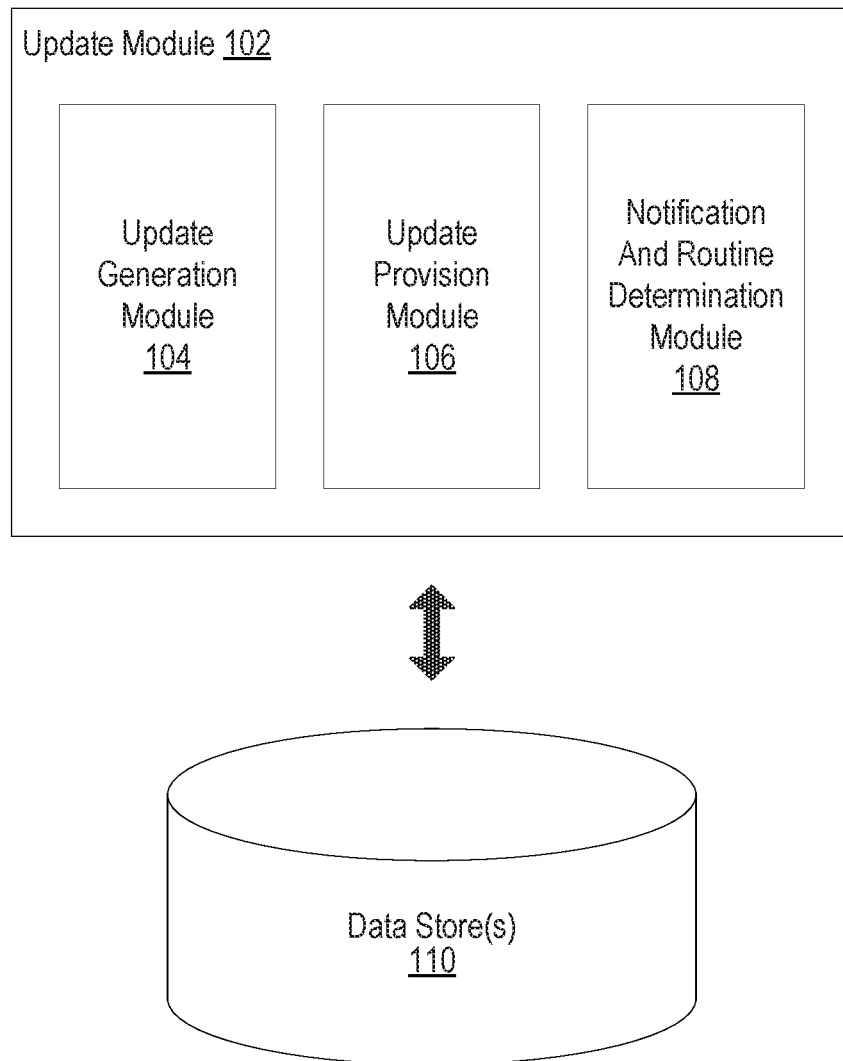 Update Module 102
Update
Generation
Module
104
Update
Provision
Module
106
Notification
And Routine
Determination
Module
108
Data Store(s)
110